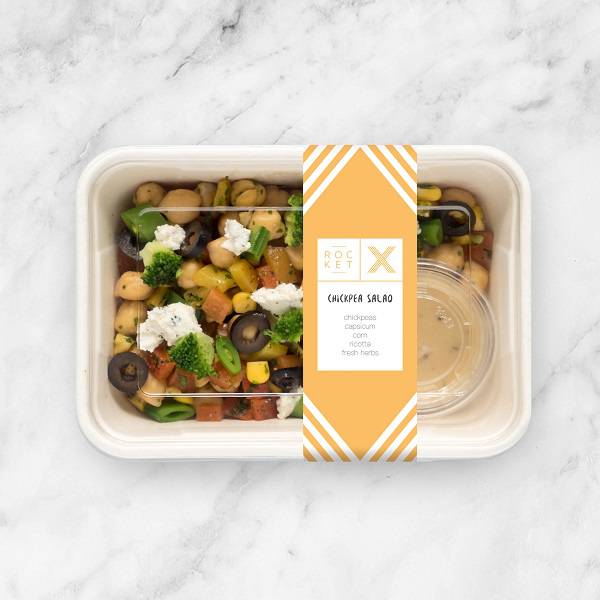 ROC
KET
X
CHICKPEA SALAD
chickpeas
capsicum
corn
ricotta
fresh herbs